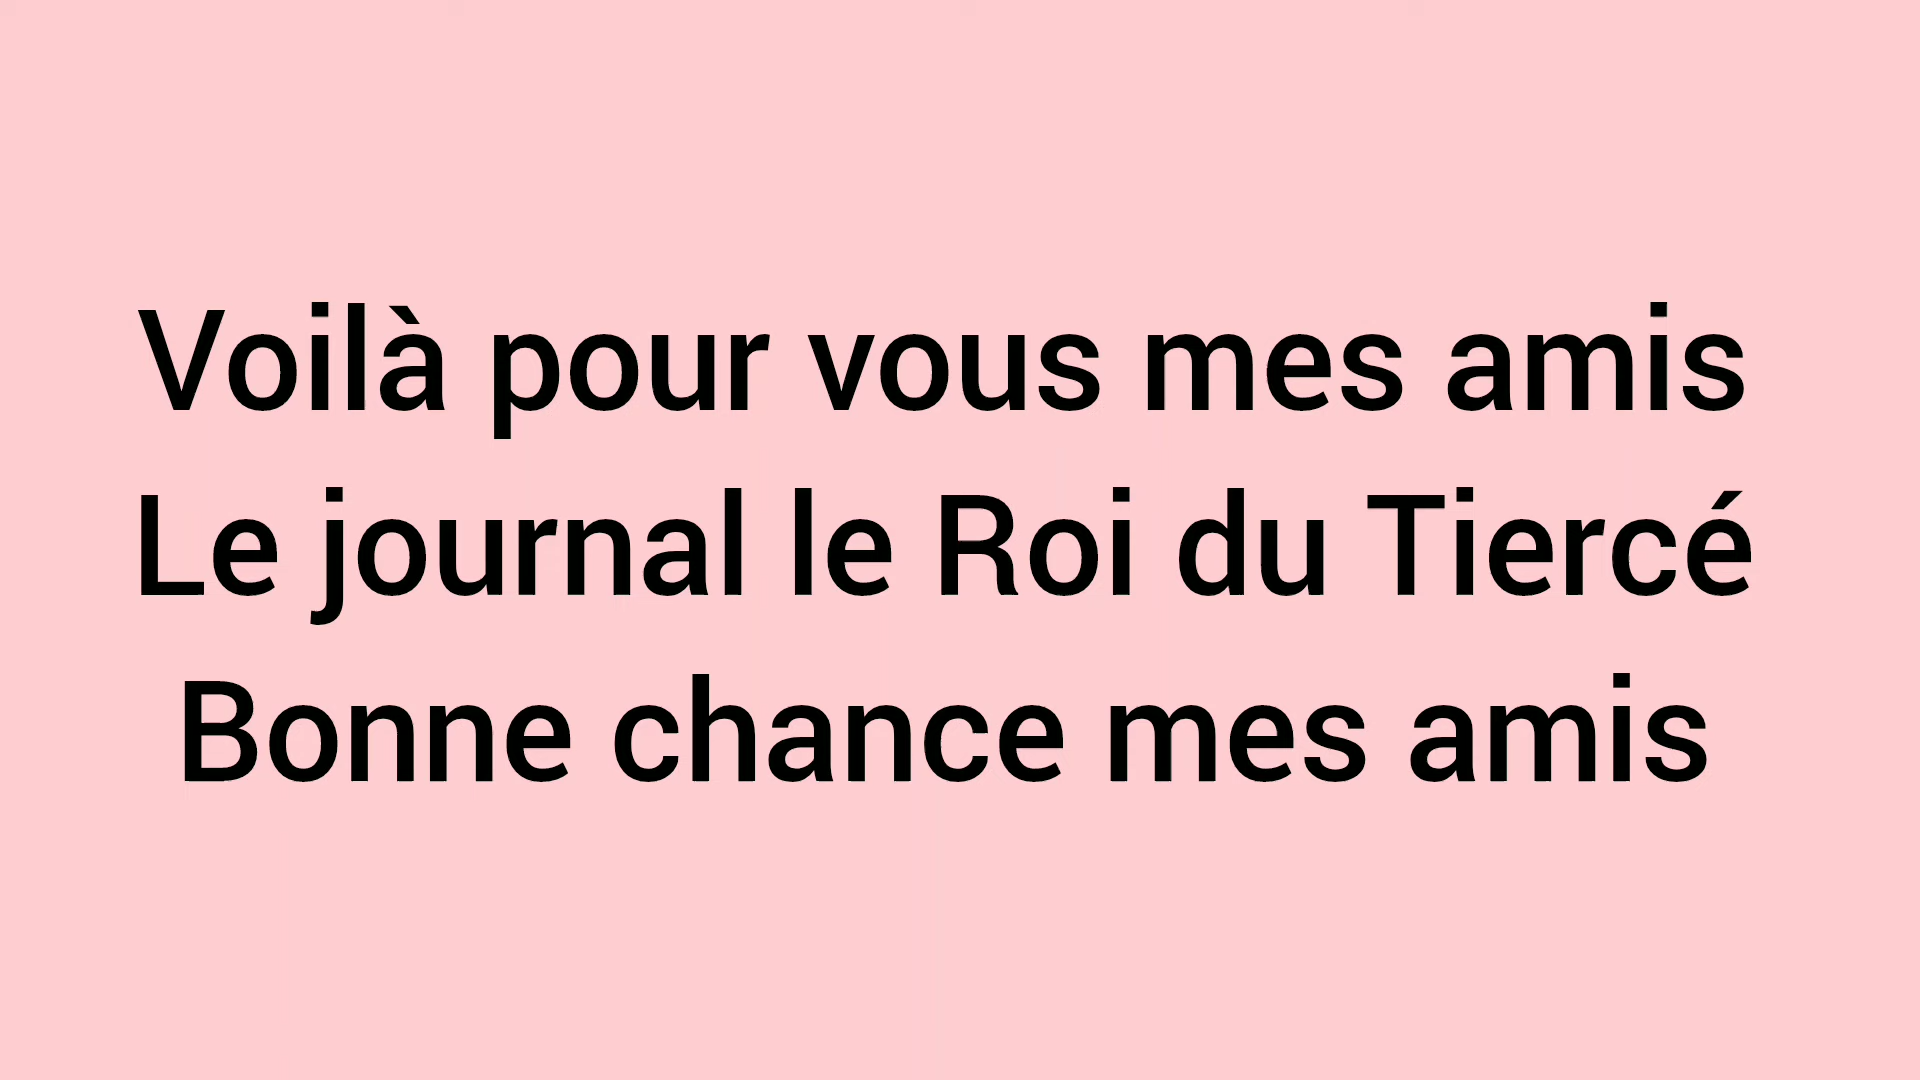 Voilà pour vous mes amis
Le journal le Roi du Tiercé
Bonne chance mes amis